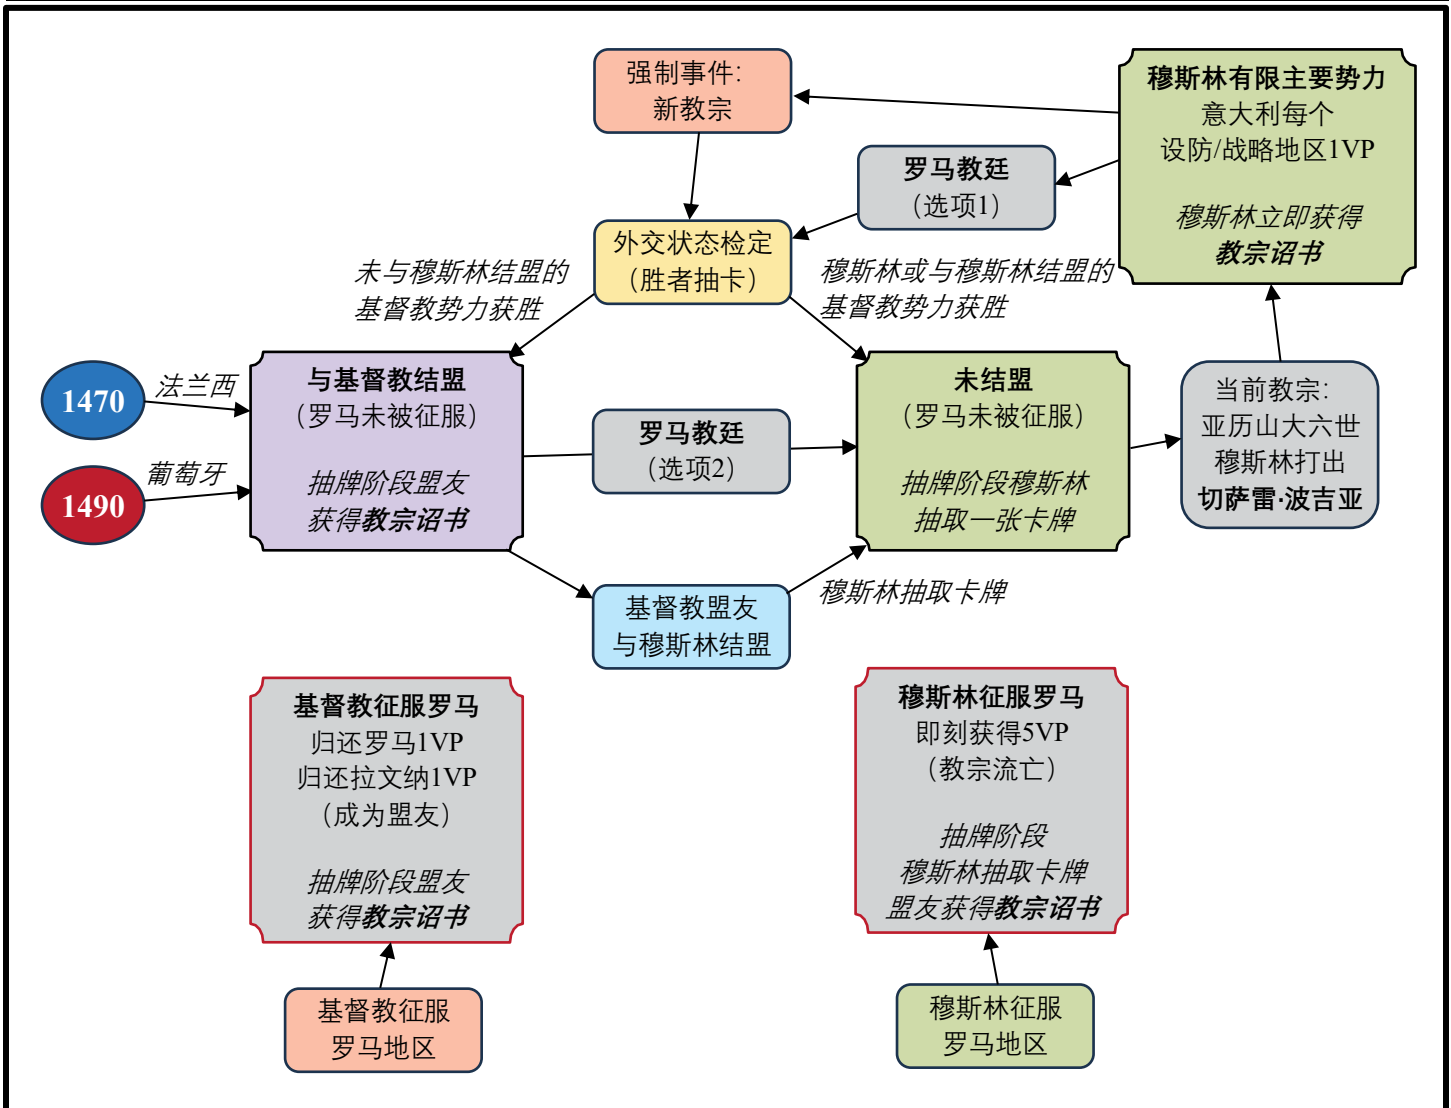 强制事件：
新教宗
穆斯林有限主要势力
意大利每个
设防/战略地区1VP
穆斯林立即获得
教宗诏书
罗马教廷
（选项1）
外交状态检定
（胜者抽卡）
未与穆斯林结盟的
基督教势力获胜
穆斯林或与穆斯林结盟的
基督教势力获胜
1470
法兰西
1490
葡萄牙
与基督教结盟
（罗马未被征服）
抽牌阶段盟友
获得教宗诏书
罗马教廷
（选项2）
未结盟
（罗马未被征服）
抽牌阶段穆斯林
抽取一张卡牌
当前教宗：
亚历山大六世
穆斯林打出
切萨雷·波吉亚
基督教盟友
与穆斯林结盟
穆斯林抽取卡牌
基督教征服罗马
归还罗马1VP
归还拉文纳1VP
（成为盟友）
抽牌阶段盟友
获得教宗诏书
穆斯林征服罗马
即刻获得5VP
（教宗流亡）
抽牌阶段
穆斯林抽取卡牌
盟友获得教宗诏书
基督教征服
罗马地区
穆斯林征服
罗马地区